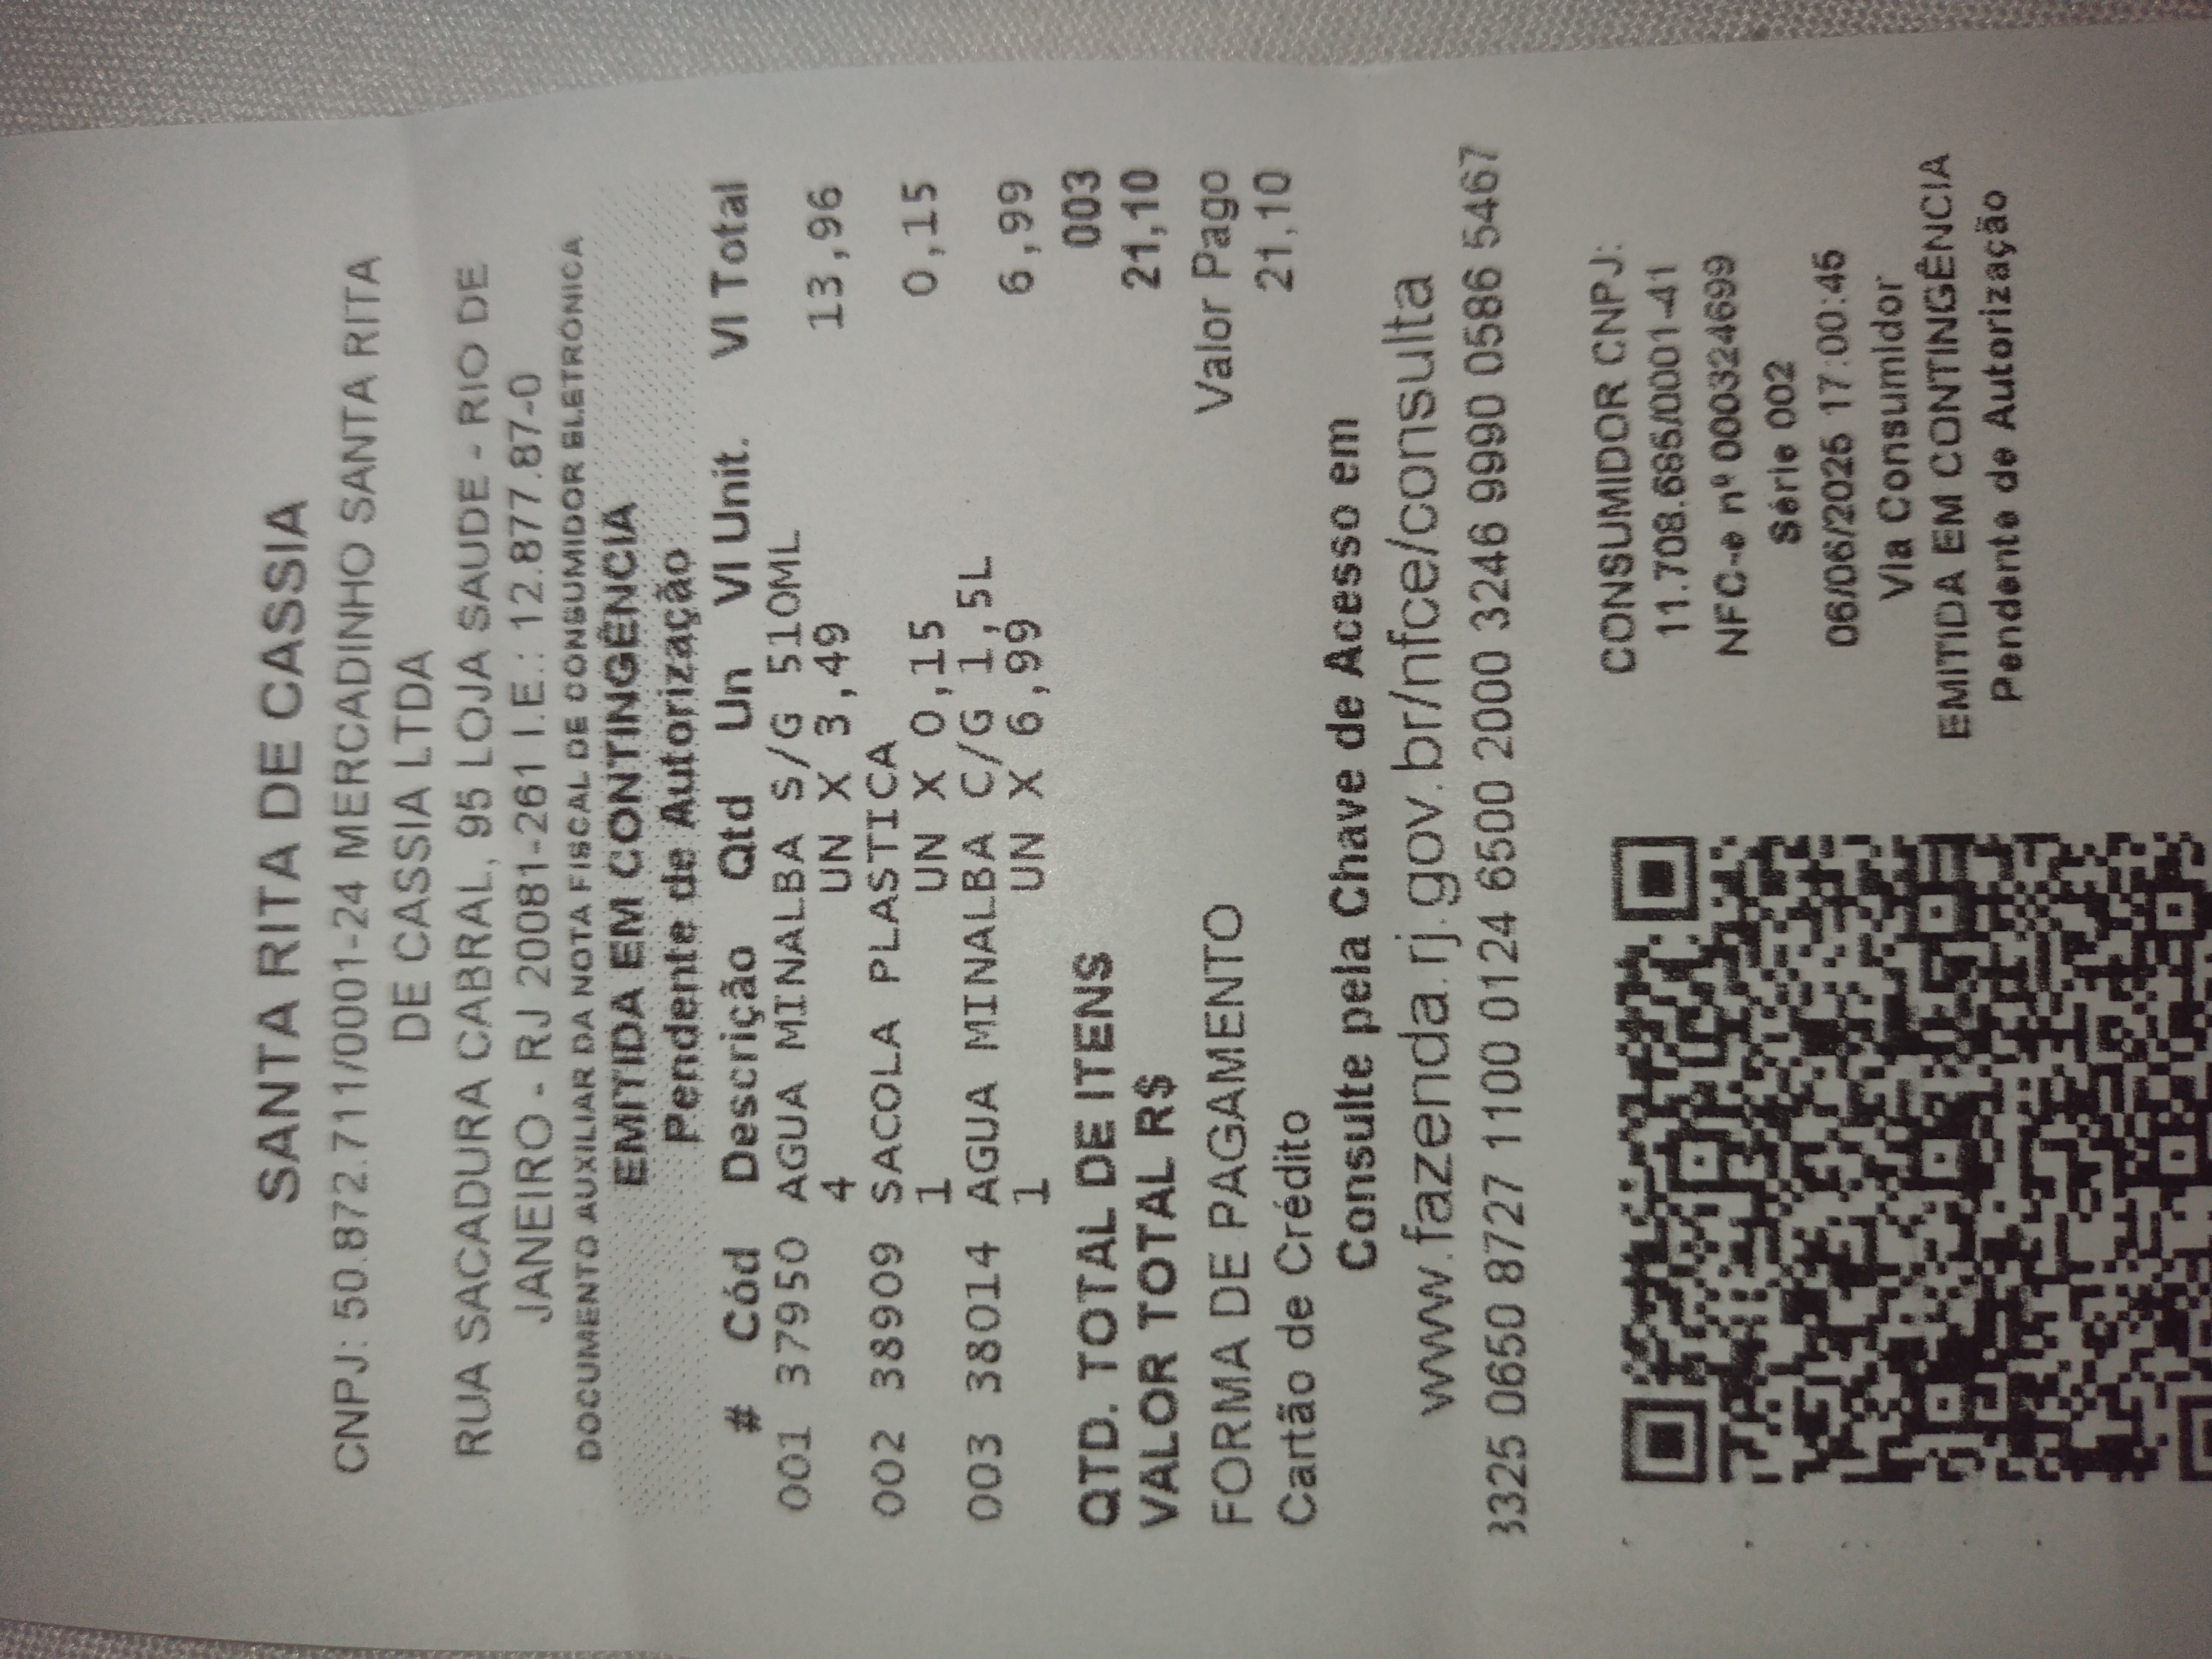 SANTA RITA DE CASSIA
CNPJ: 50.872.711/0001-24 MERCADINHO SANTA RITA
DE CASSIA LTDA
RUA SACADURA CABRAL, 95 LOJA SAUDE - RIO DE
JANEIRO - RJ 20081-261 I.E.: 12.877.87-0
DOCUMENTO AUXILIAR DA NOTA FISCAL DE CONSUMIDOR ELETRÔNICA
EMITIDA EM CONTINGÊNCIA
Pendente de Autorização
# Cód Descrição Qtd Un Vl Unit. Vl Total
001 37950 AGUA MINALBA S/G 510ML
4 UN X 3,49 13,96
002 38909 SACOLA PLASTICA
1 UN X 0,15 0,15
003 38014 AGUA MINALBA C/G 1,5L
1 UN X 6,99 6,99
QTD. TOTAL DE ITENS 003
VALOR TOTAL R$ 21,10
FORMA DE PAGAMENTO Valor Pago
Cartão de Crédito 21,10
Consulte pela Chave de Acesso em
www.fazenda.rj.gov.br/nfce/consulta
3325 0650 8727 1100 0124 6500 2000 3246 9990 0586 5467
CONSUMIDOR CNPJ:
11.708.685/0001-41
NFC-e nº 000324699
Série 002
06/06/2025 17:00:45
Via Consumidor
EMITIDA EM CONTINGÊNCIA
Pendente de Autorização